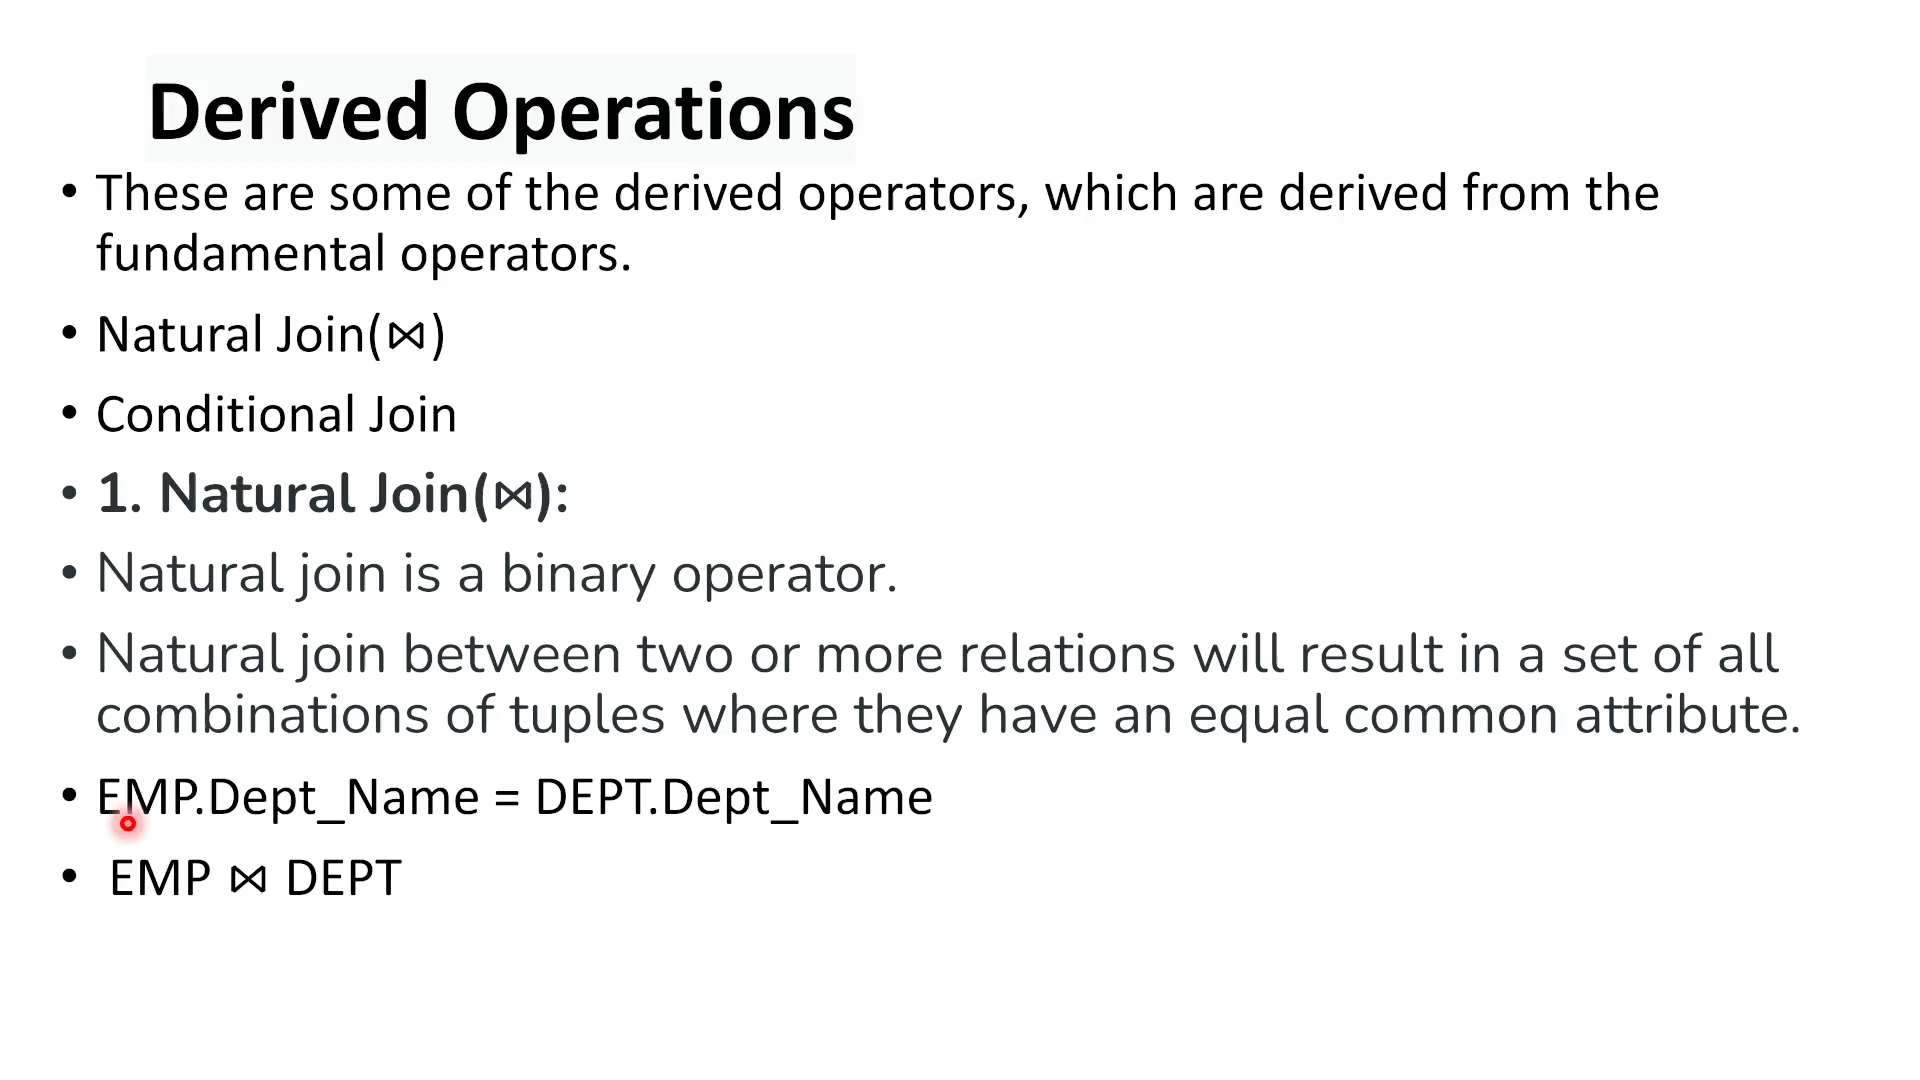 Derived Operations
• These are some of the derived operators, which are derived from the
fundamental operators.
• Natural Join(⋈)
• Conditional Join
• 1. Natural Join(⋈):
• Natural join is a binary operator.
• Natural join between two or more relations will result in a set of all
combinations of tuples where they have an equal common attribute.
• EMP.Dept_Name = DEPT.Dept_Name
• EMP ⋈ DEPT